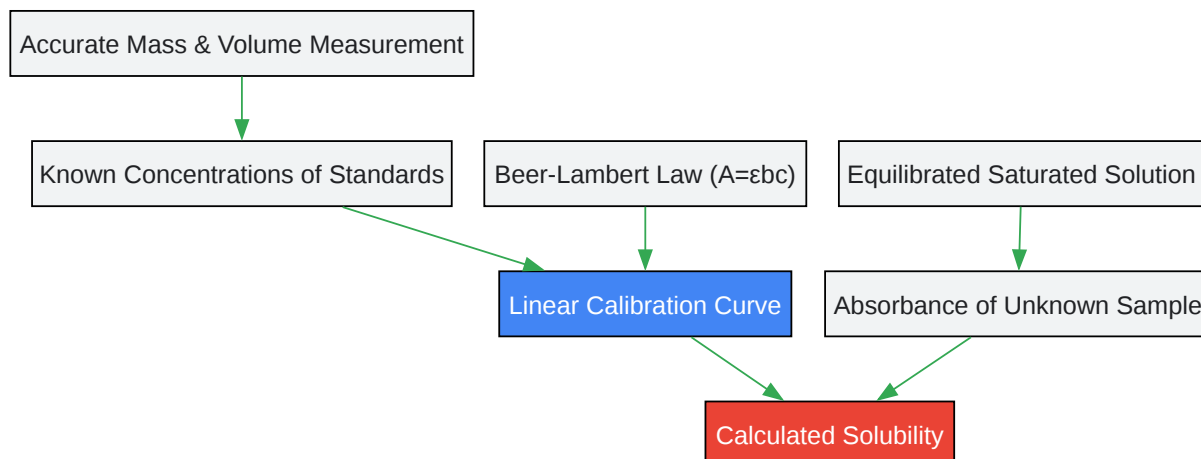 Accurate Mass & Volume Measurement
Known Concentrations of Standards
Beer-Lambert Law (A=εbc)
Equilibrated Saturated Solution
Linear Calibration Curve
Absorbance of Unknown Sample
Calculated Solubility